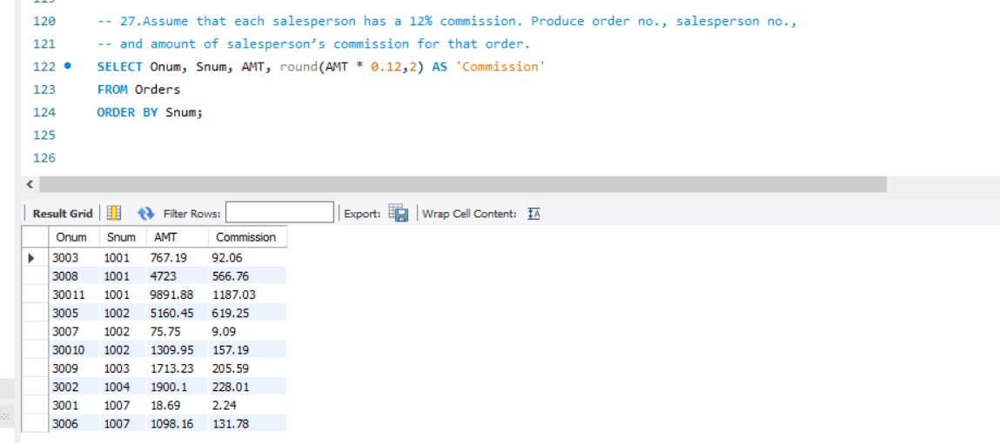 119
120 -- 27.Assume that each salesperson has a 12% commission. Produce order no., salesperson no.,
121 -- and amount of salesperson’s commission for that order.
122 SELECT Onum, Snum, AMT, round(AMT * 0.12,2) AS 'Commission'
123 FROM Orders
124 ORDER BY Snum;
125
126
Result Grid Filter Rows: Export: Wrap Cell Content: IA
Onum Snum AMT Commission
3003 1001 767.19 92.06
3008 1001 4723 566.76
30011 1001 9891.88 1187.03
3005 1002 5160.45 619.25
3007 1002 75.75 9.09
30010 1002 1309.95 157.19
3009 1003 1713.23 205.59
3002 1004 1900.1 228.01
3001 1007 18.69 2.24
3006 1007 1098.16 131.78